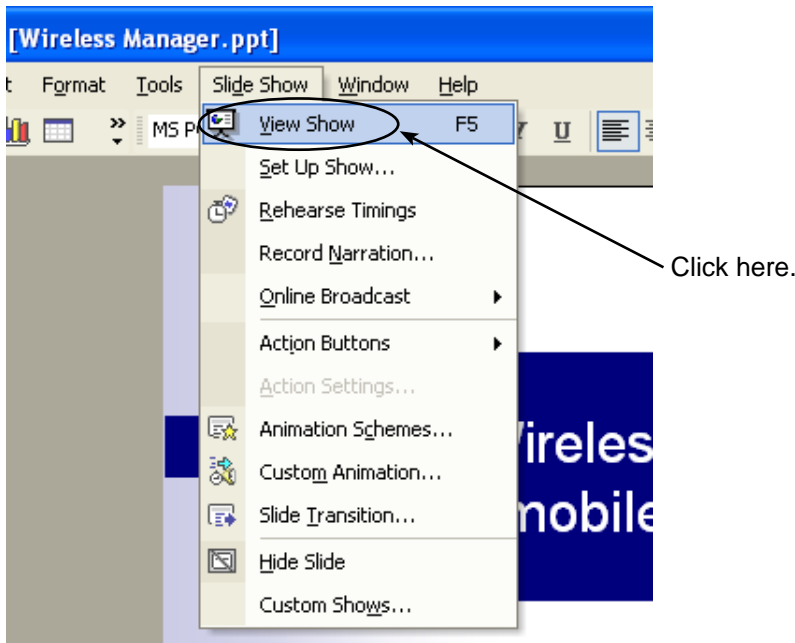 [Wireless Manager.ppt]
t Format Tools Slide Show Window Help
MS P
U
View Show F5
Set Up Show...
Rehearse Timings
Record Narration...
Click here.
Online Broadcast
Action Buttons
Action Settings...
Animation Schemes...
Custom Animation...
Slide Transition...
Hide Slide
Custom Shows...
ireles
mobile